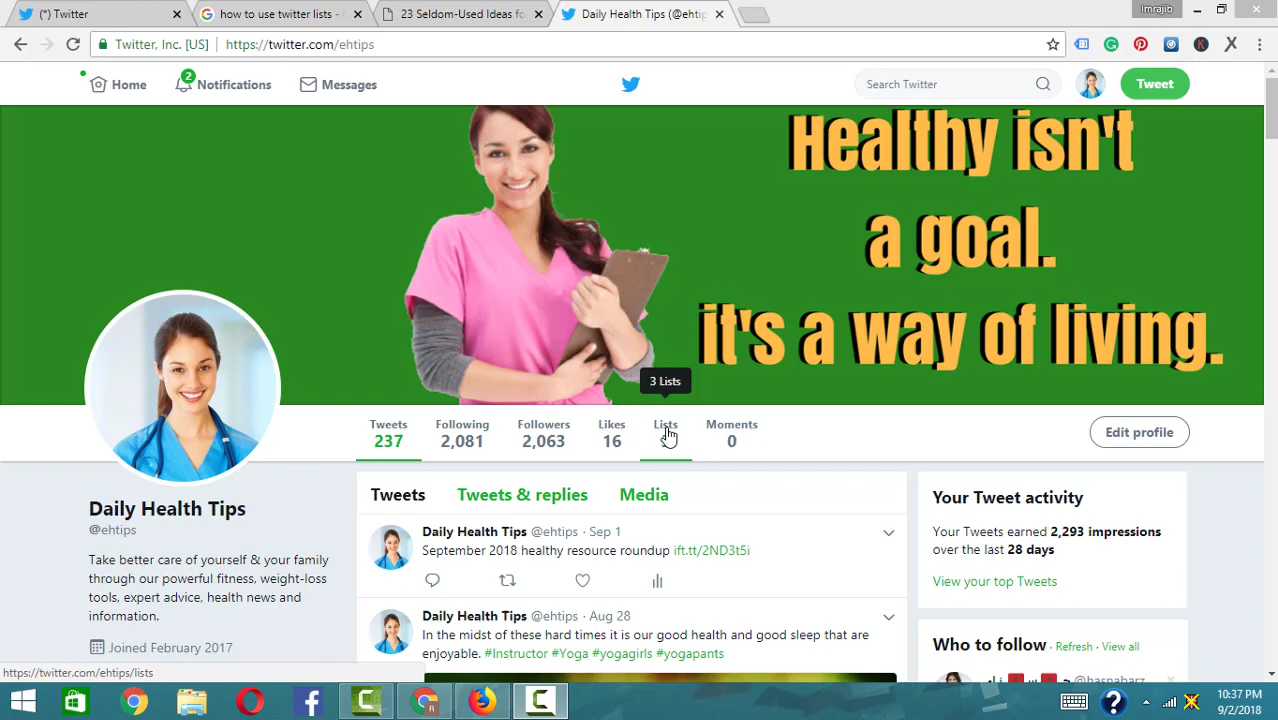 (*) Twitter
how to use twitter lists -
23 Seldom-Used Ideas fo
Daily Health Tips (@ehtip
Imrajib
Twitter, Inc. [US]
https://twitter.com/ehtips
Home
2
Notifications
Messages
Search Twitter
Tweet
Healthy isn't
a goal.
it's a way of living.
3 Lists
Tweets
237
Following
2,081
Followers
2,063
Likes
16
Lists
Moments
0
Edit profile
Daily Health Tips
@ehtips
Take better care of yourself & your family
through our powerful fitness, weight-loss
tools, expert advice, health news and
information.
Joined February 2017
Tweets
Tweets & replies
Media
Daily Health Tips @ehtips · Sep 1
September 2018 healthy resource roundup ift.tt/2ND3t5i
Daily Health Tips @ehtips · Aug 28
In the midst of these hard times it is our good health and good sleep that are
enjoyable. #Instructor #Yoga #yogagirls #yogapants
Your Tweet activity
Your Tweets earned 2,293 impressions
over the last 28 days
View your top Tweets
Who to follow · Refresh · View all
https://twitter.com/ehtips/lists
10:37 PM
9/2/2018